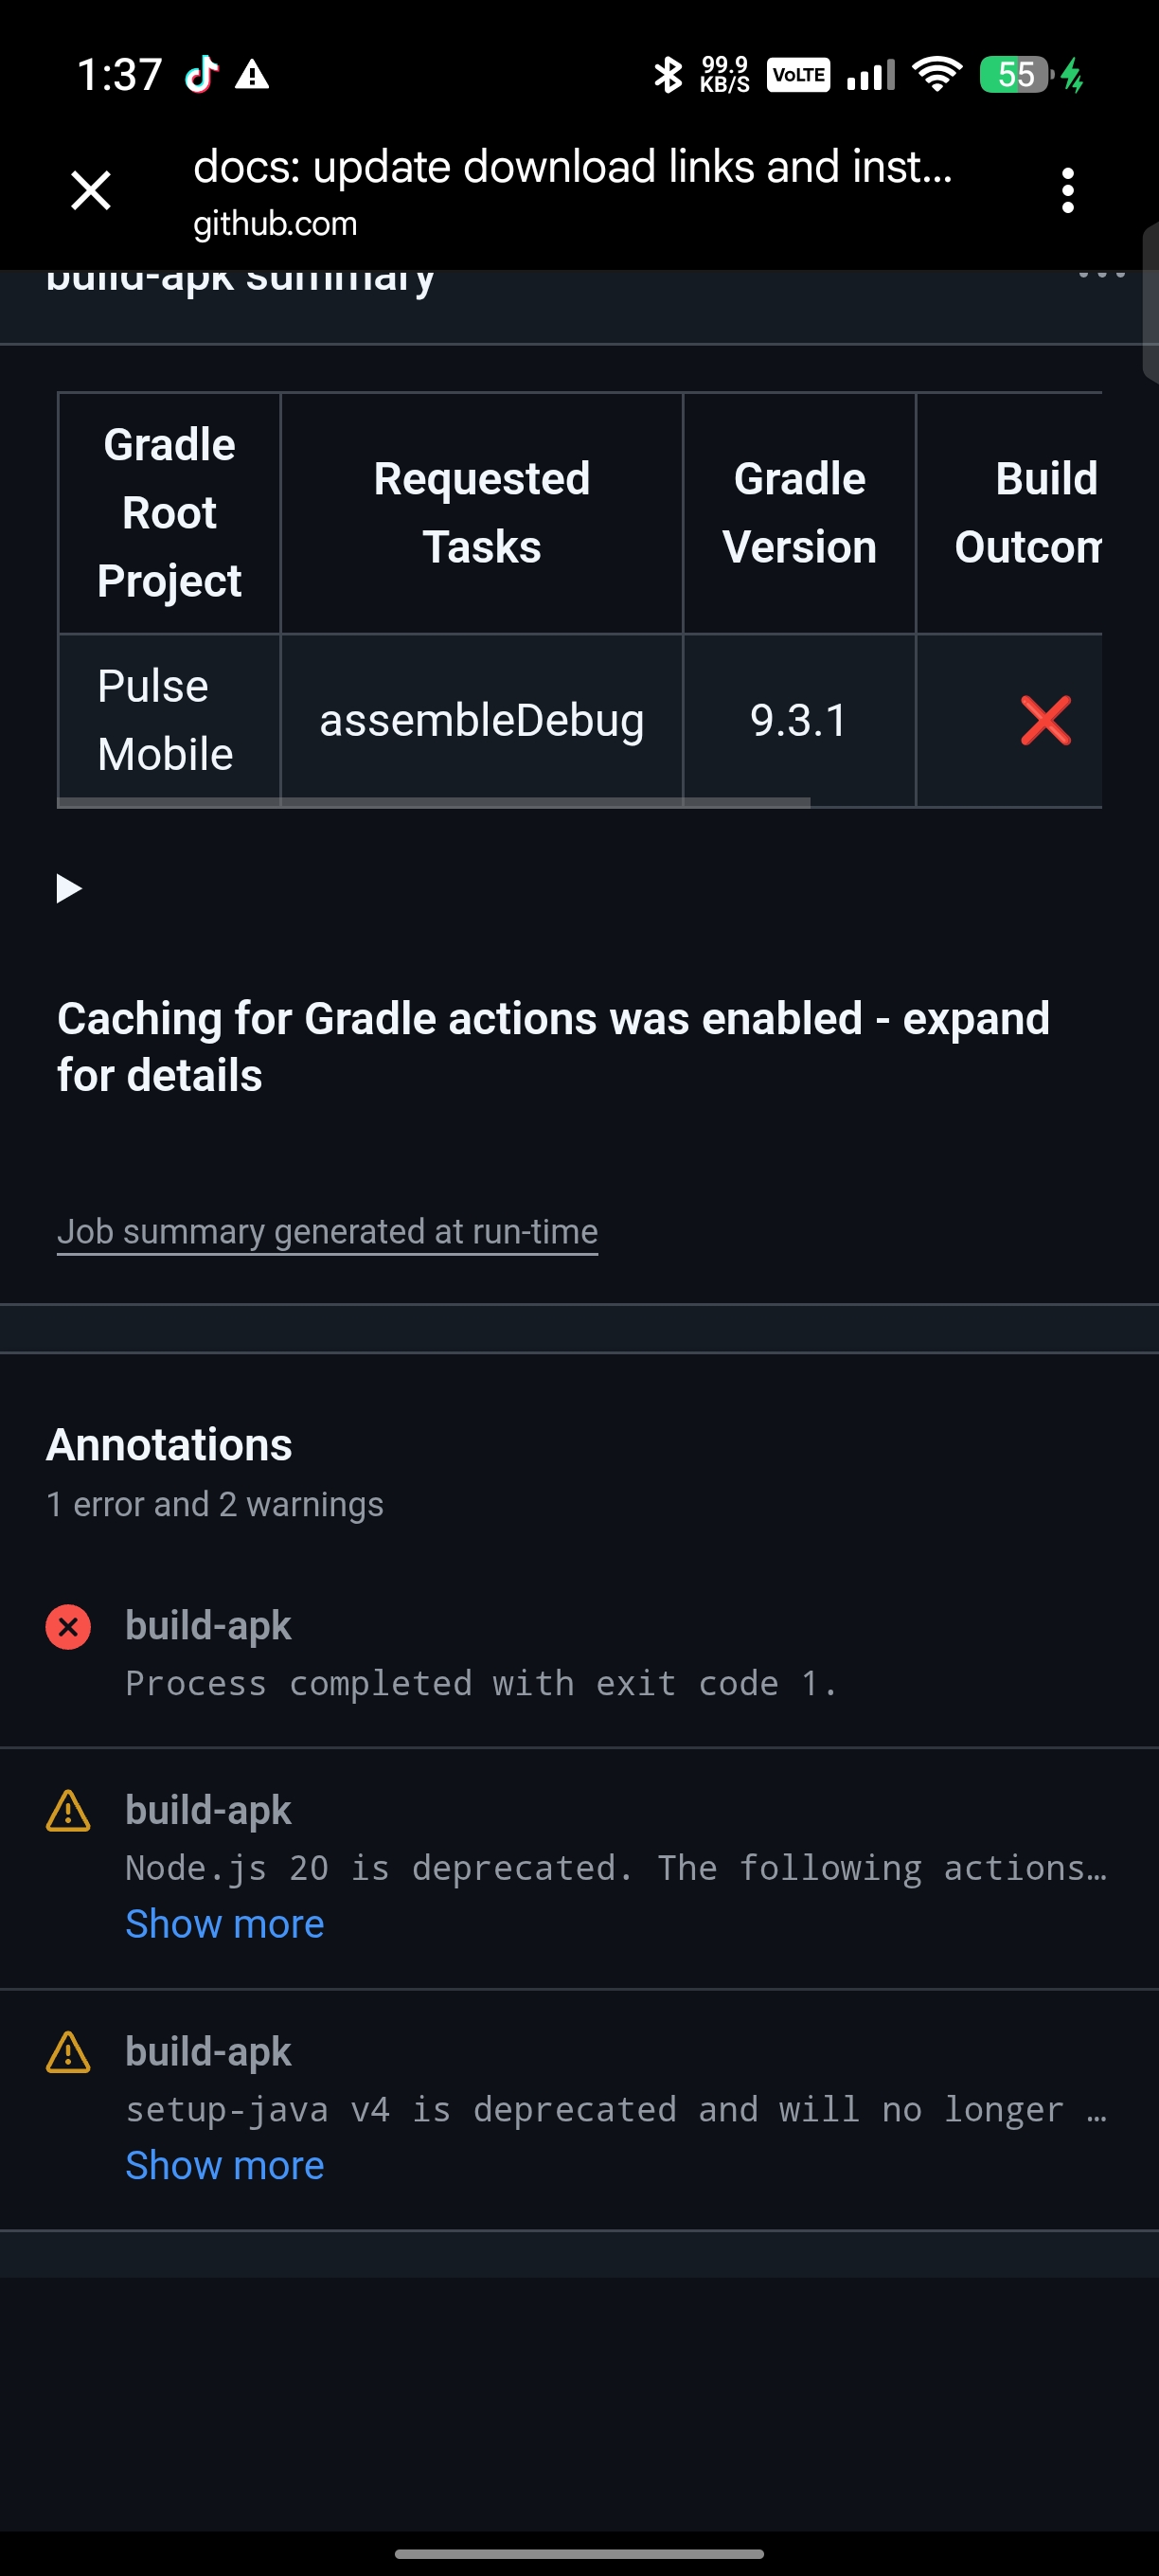 1:37
99.9
KB/S
VoLTE
55
docs: update download links and inst...
github.com
build-apk summary
Gradle
Root
Project
Requested
Tasks
Gradle
Version
Build
Outcom
Pulse
Mobile
assembleDebug
9.3.1
Caching for Gradle actions was enabled - expand
for details
Job summary generated at run-time
Annotations
1 error and 2 warnings
build-apk
Process completed with exit code 1.
build-apk
Node.js 20 is deprecated. The following actions…
Show more
build-apk
setup-java v4 is deprecated and will no longer …
Show more